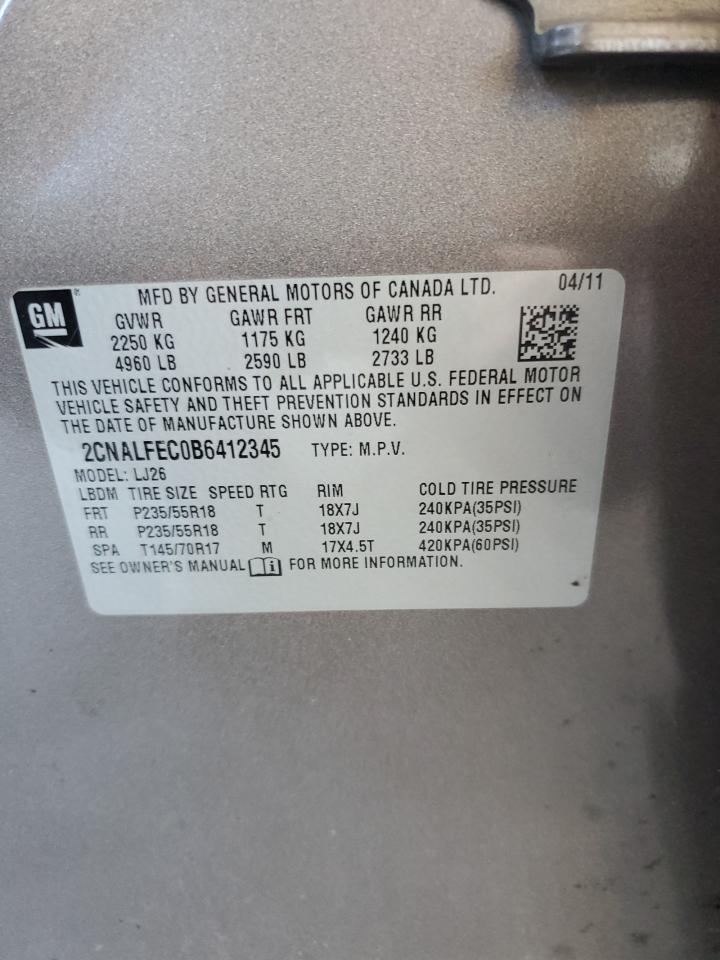 GM
MFD BY GENERAL MOTORS OF CANADA LTD. 04/11
GVWR GAWR FRT GAWR RR
2250 KG 1175 KG 1240 KG
4960 LB 2590 LB 2733 LB
THIS VEHICLE CONFORMS TO ALL APPLICABLE U.S. FEDERAL MOTOR
VEHICLE SAFETY AND THEFT PREVENTION STANDARDS IN EFFECT ON
THE DATE OF MANUFACTURE SHOWN ABOVE.
2CNALFEC0B6412345 TYPE: M.P.V.
MODEL: LJ26
LBDM TIRE SIZE SPEED RTG RIM COLD TIRE PRESSURE
FRT P235/55R18 T 18X7J 240KPA(35PSI)
RR P235/55R18 T 18X7J 240KPA(35PSI)
SPA T145/70R17 M 17X4.5T 420KPA(60PSI)
SEE OWNER'S MANUAL i FOR MORE INFORMATION.